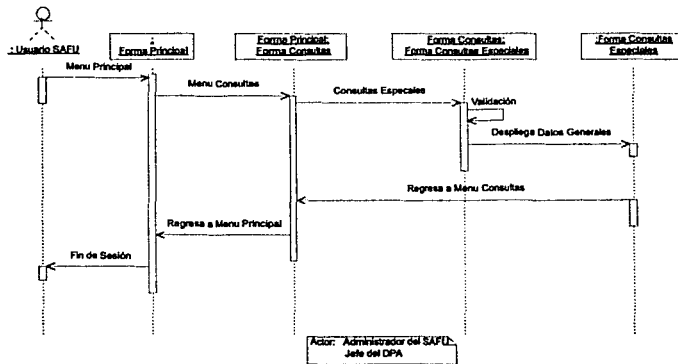 : Usuario SAFU
:
Forma Principal
Forma Principal:
Forma Consultas
Forma Consultas:
Forma Consultas Especiales
:Forma Consultas
Especiales
Menu Principal
Menu Consultas
Consultas Especales
Validación
Despliega Datos Generales
Regresa a Menu Consultas
Regresa a Menu Principal
Fin de Sesión
Actor: Administrador del SAFU
Jefe del DPA